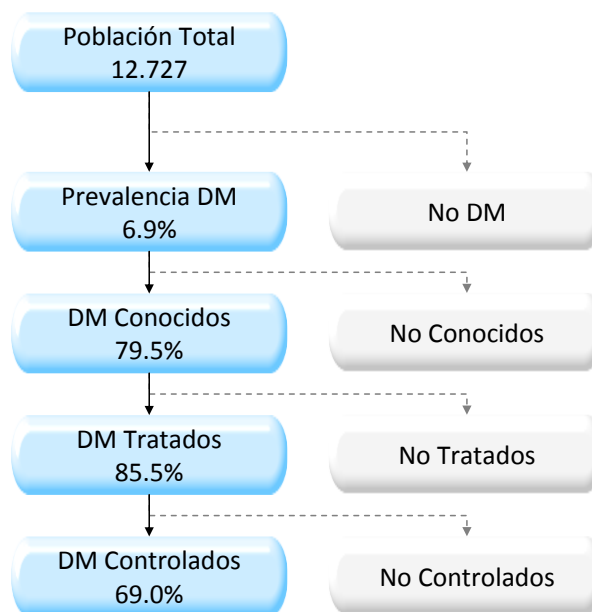 Población Total
12.727
Prevalencia DM
6.9%
No DM
DM Conocidos
79.5%
No Conocidos
DM Tratados
85.5%
No Tratados
DM Controlados
69.0%
No Controlados